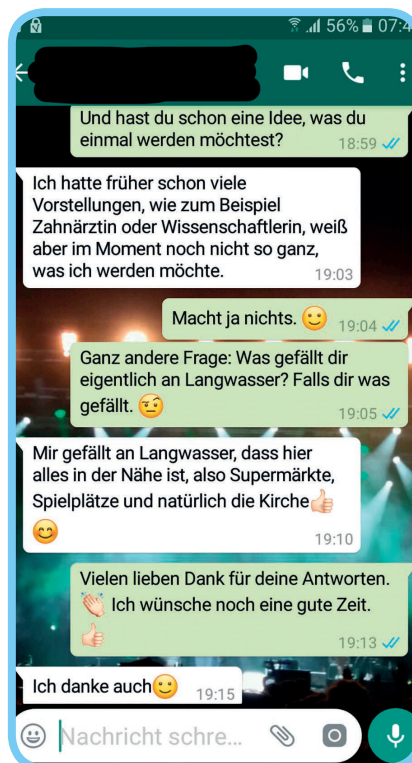 56% 07:4
Und hast du schon eine Idee, was du
einmal werden möchtest?
18:59
Ich hatte früher schon viele
Vorstellungen, wie zum Beispiel
Zahnärztin oder Wissenschaftlerin, weiß
aber im Moment noch nicht so ganz,
was ich werden möchte.
19:03
Macht ja nichts. 🙂
19:04
Ganz andere Frage: Was gefällt dir
eigentlich an Langwasser? Falls dir was
gefällt. 🤨
19:05
Mir gefällt an Langwasser, dass hier
alles in der Nähe ist, also Supermärkte,
Spielplätze und natürlich die Kirche👍🏻
😊
19:10
Vielen lieben Dank für deine Antworten.
👏🏻 Ich wünsche noch eine gute Zeit.
👍🏻
19:13
Ich danke auch🙂
19:15
Nachricht schre...